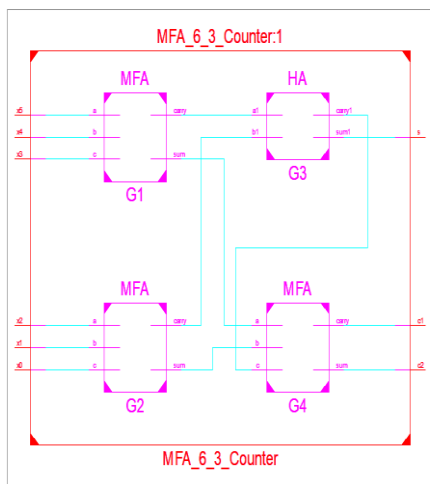 MFA_6_3_Counter:1
MFA HA
x5 a carry a1 carry1
x4 b b1 sum1 s
x3 c sum
G1 G3
MFA MFA
x2 a carry a carry c1
x1 b b
x0 c sum c sum c2
G2 G4
MFA_6_3_Counter